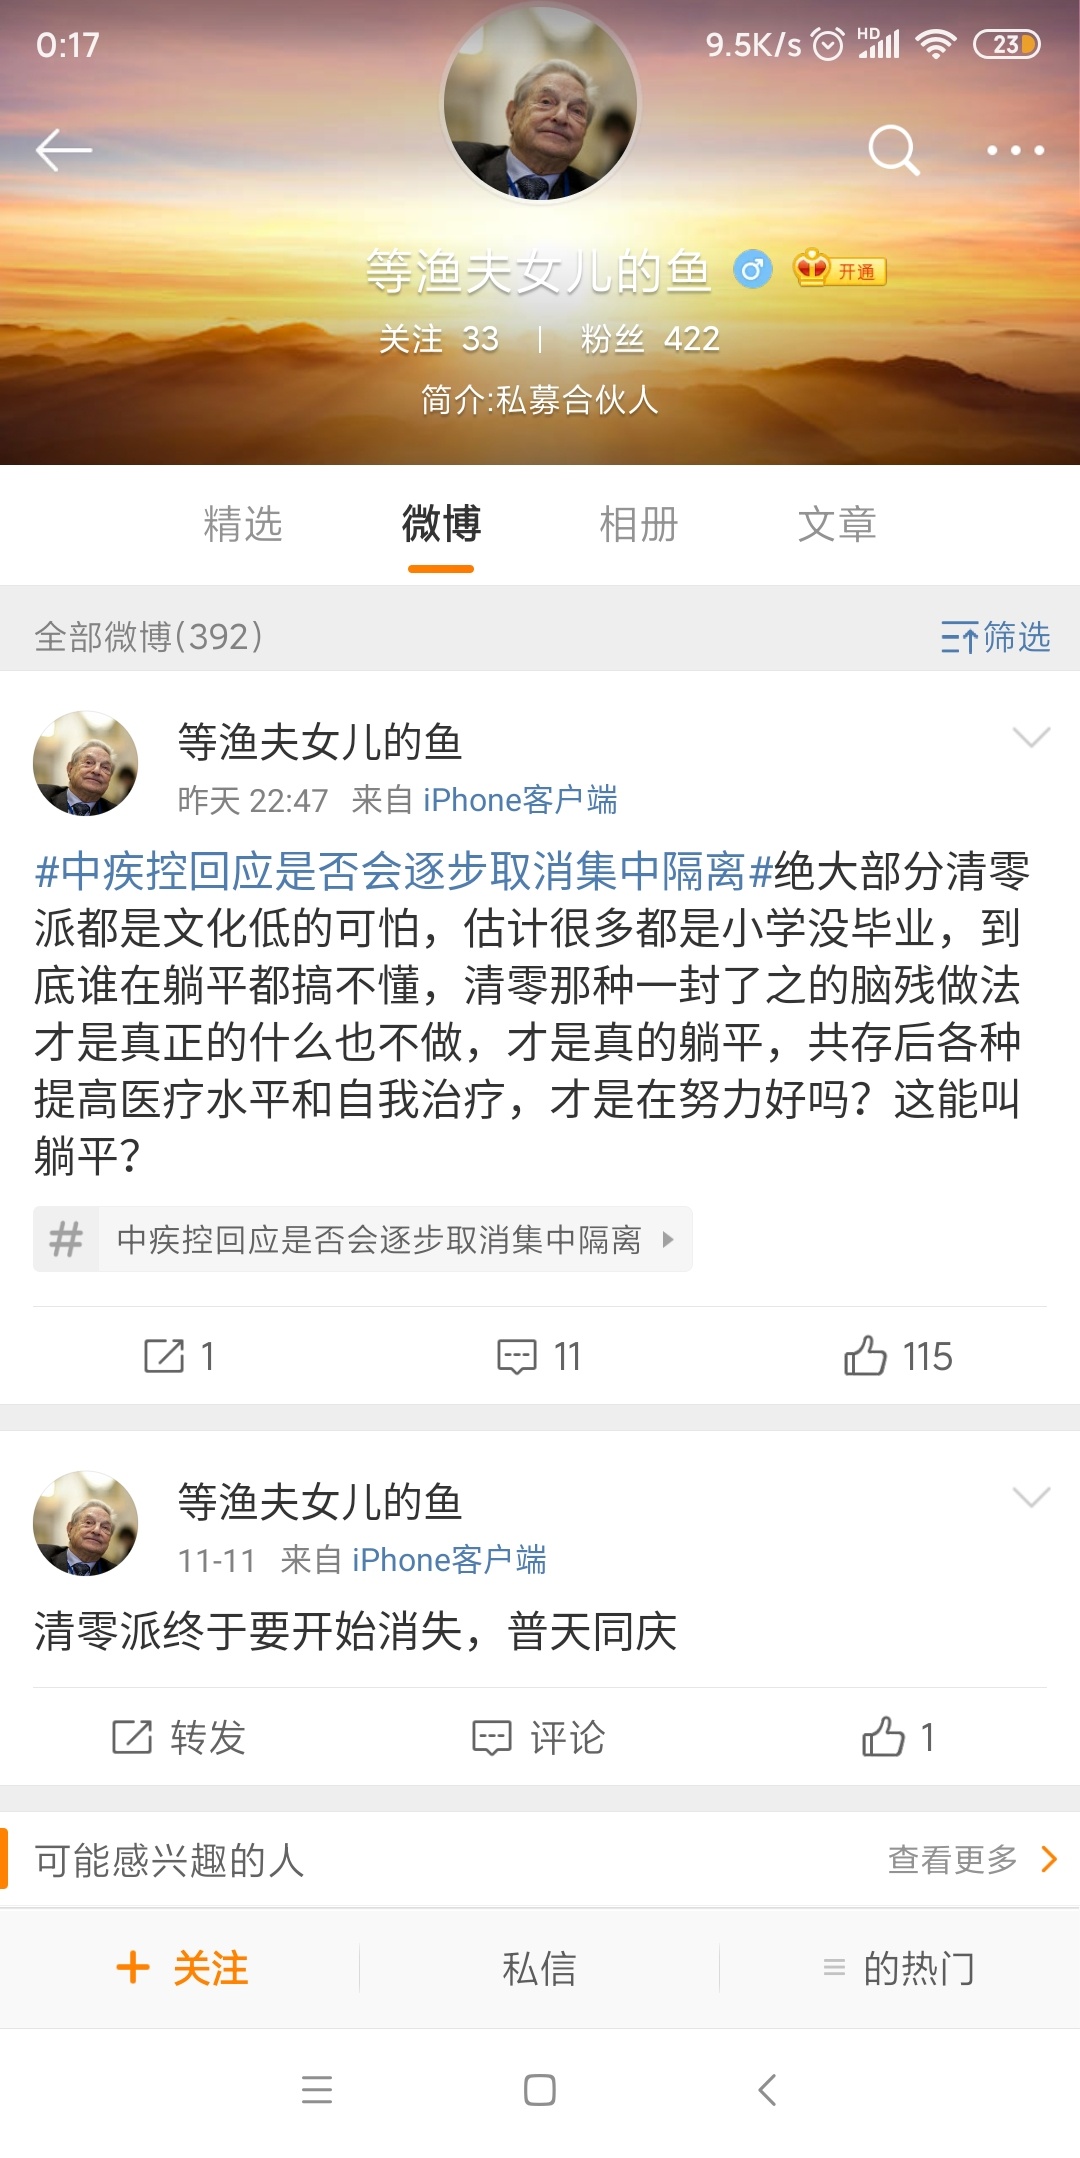 0:17 9.5K/s HD 23
等渔夫女儿的鱼 开通
关注 33 | 粉丝 422
简介:私募合伙人
精选 微博 相册 文章
全部微博(392) 筛选
等渔夫女儿的鱼
昨天 22:47 来自 iPhone客户端
#中疾控回应是否会逐步取消集中隔离#绝大部分清零
派都是文化低的可怕，估计很多都是小学没毕业，到
底谁在躺平都搞不懂，清零那种一封了之的脑残做法
才是真正的什么也不做，才是真的躺平，共存后各种
提高医疗水平和自我治疗，才是在努力好吗？这能叫
躺平？
# 中疾控回应是否会逐步取消集中隔离
1 11 115
等渔夫女儿的鱼
11-11 来自 iPhone客户端
清零派终于要开始消失，普天同庆
转发 评论 1
可能感兴趣的人 查看更多
+ 关注 私信 的热门